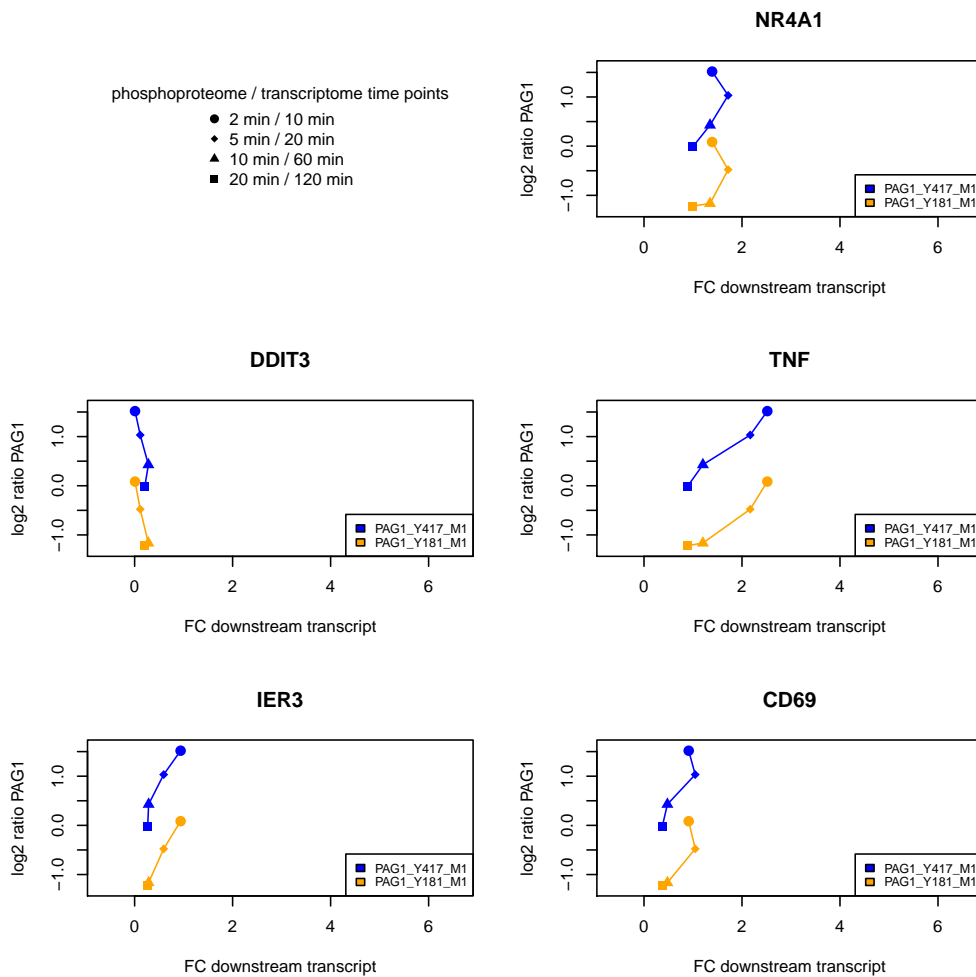 NR4A1
phosphoproteome / transcriptome time points
2 min / 10 min
5 min / 20 min
10 min / 60 min
20 min / 120 min
log2 ratio PAG1
−1.0 0.0 1.0
PAG1_Y417_M1
PAG1_Y181_M1
0 2 4 6
FC downstream transcript
DDIT3
log2 ratio PAG1
−1.0 0.0 1.0
PAG1_Y417_M1
PAG1_Y181_M1
0 2 4 6
FC downstream transcript
TNF
log2 ratio PAG1
−1.0 0.0 1.0
PAG1_Y417_M1
PAG1_Y181_M1
0 2 4 6
FC downstream transcript
IER3
log2 ratio PAG1
−1.0 0.0 1.0
PAG1_Y417_M1
PAG1_Y181_M1
0 2 4 6
FC downstream transcript
CD69
log2 ratio PAG1
−1.0 0.0 1.0
PAG1_Y417_M1
PAG1_Y181_M1
0 2 4 6
FC downstream transcript